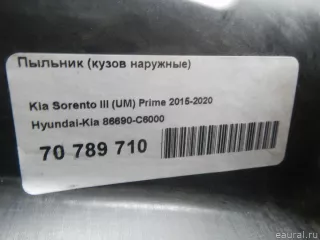 Пыльник (кузов наружные)
Kia Sorento III (UM) Prime 2015-2020
Hyundai-Kia 86690-C6000
70 789 710
© eaural.ru